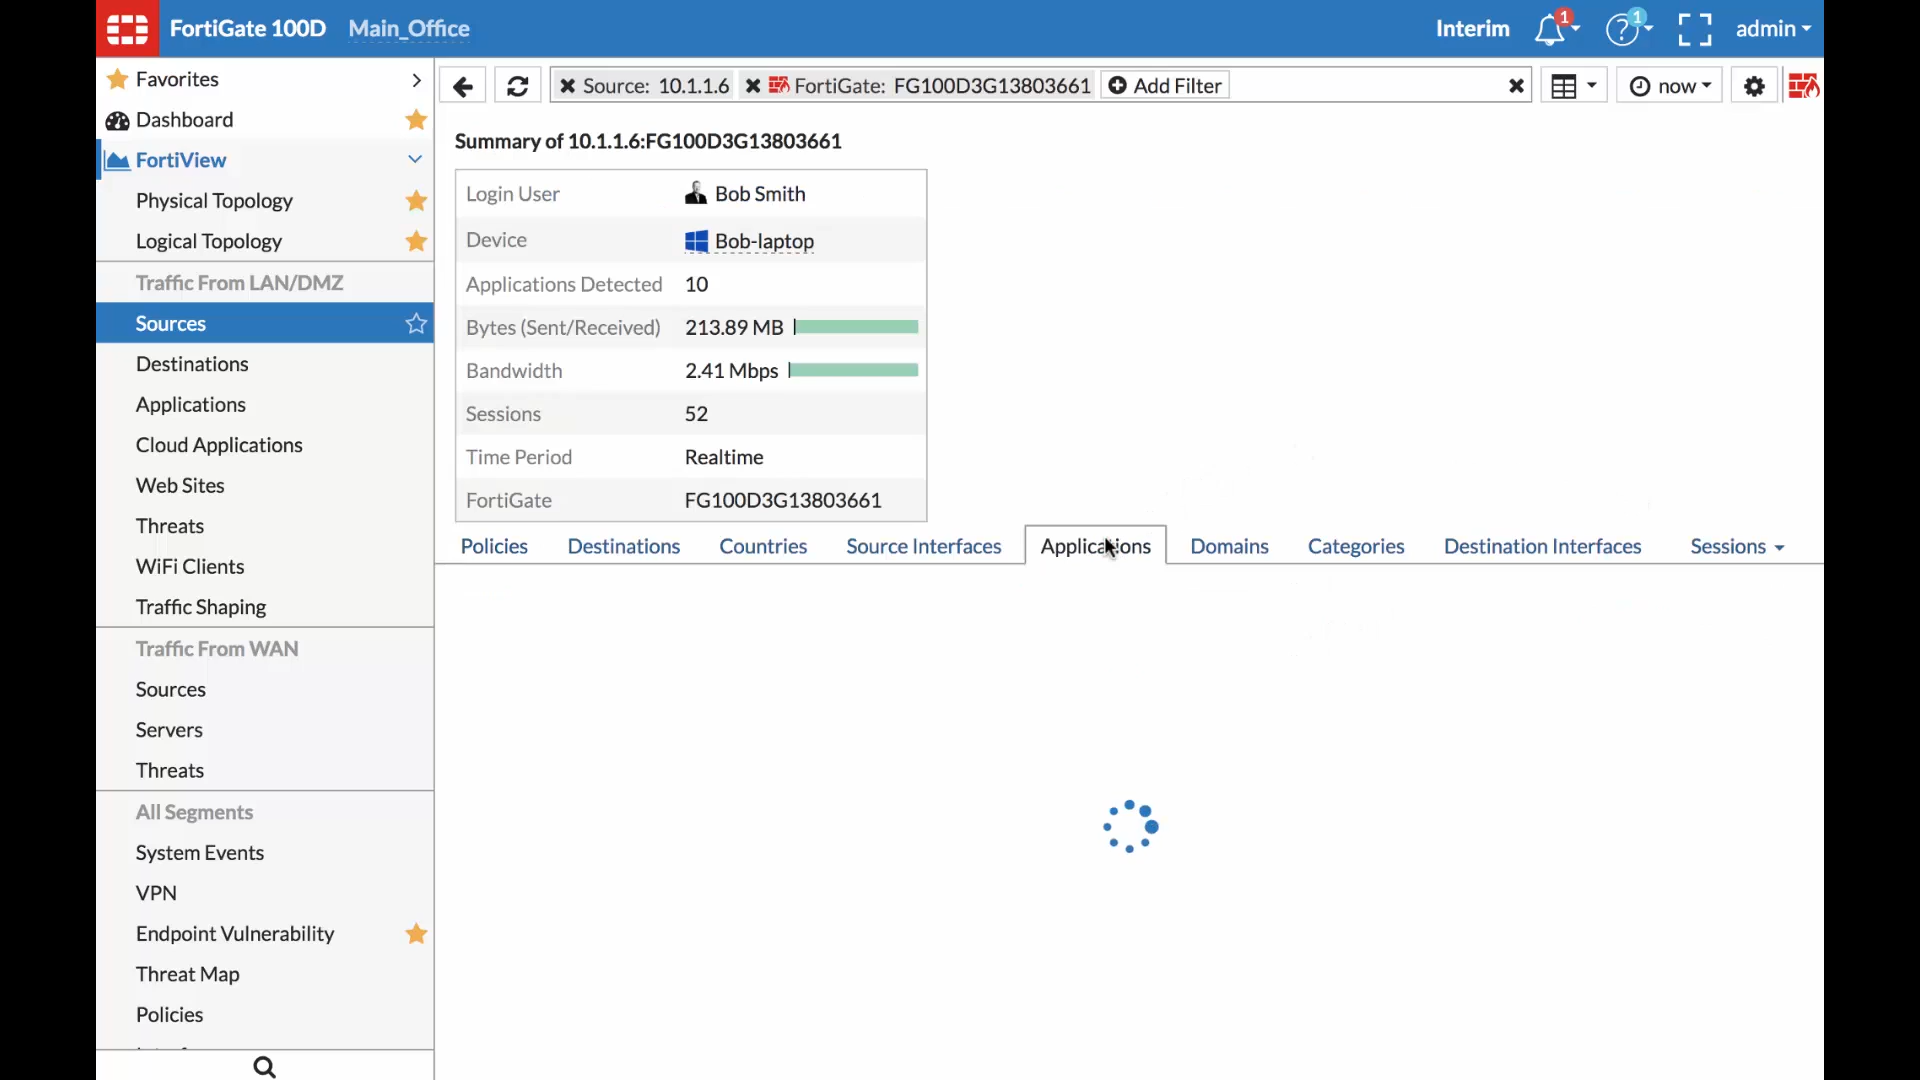 FortiGate 100D Main_Office Interim 1 ? 1 admin
Favorites
Dashboard
FortiView
Physical Topology
Logical Topology
Traffic From LAN/DMZ
Sources
Destinations
Applications
Cloud Applications
Web Sites
Threats
WiFi Clients
Traffic Shaping
Traffic From WAN
Sources
Servers
Threats
All Segments
System Events
VPN
Endpoint Vulnerability
Threat Map
Policies
Source: 10.1.1.6 FortiGate: FG100D3G13803661 Add Filter now
Summary of 10.1.1.6:FG100D3G13803661
Login User Bob Smith
Device Bob-laptop
Applications Detected 10
Bytes (Sent/Received) 213.89 MB
Bandwidth 2.41 Mbps
Sessions 52
Time Period Realtime
FortiGate FG100D3G13803661
Policies Destinations Countries Source Interfaces Applications Domains Categories Destination Interfaces Sessions